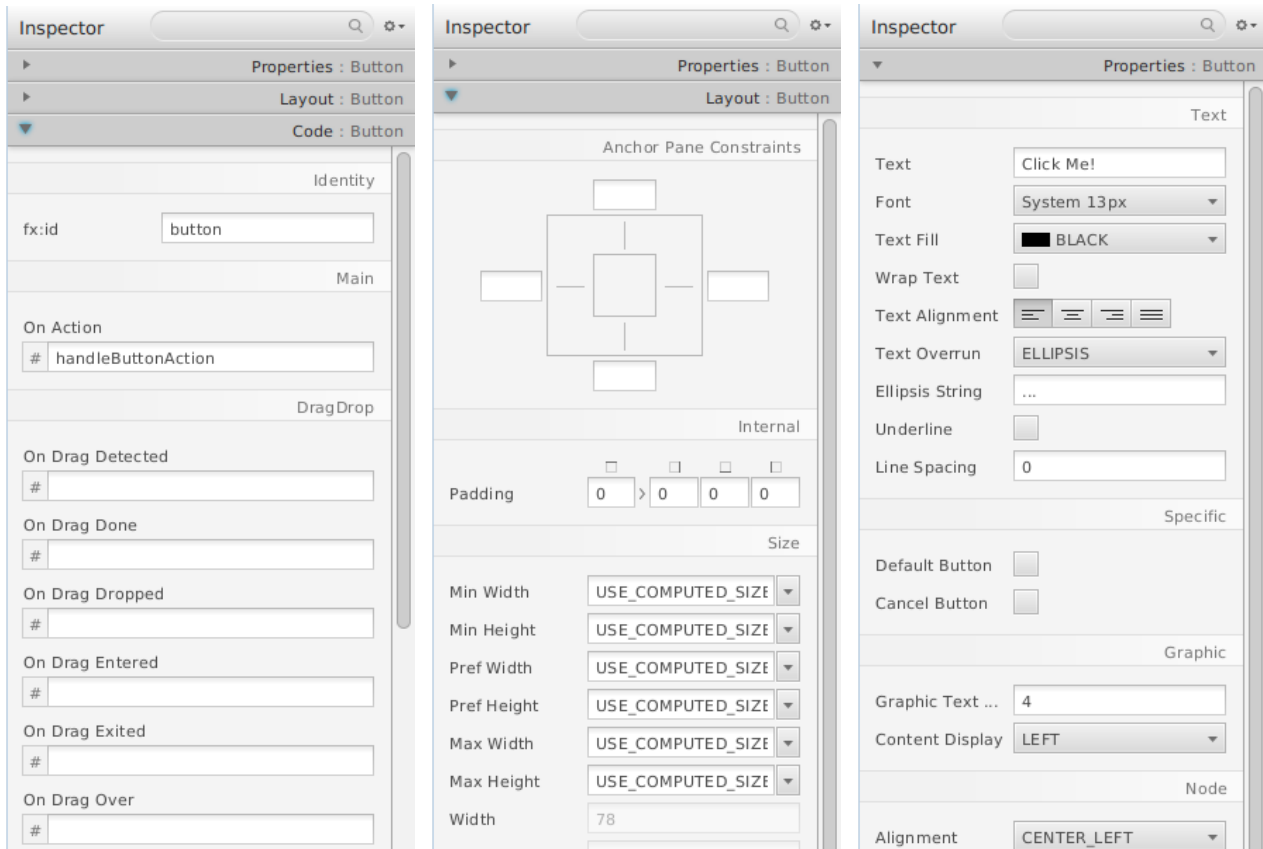 Inspector
Properties : Button
Layout : Button
Code : Button
Identity
fx:id button
Main
On Action
# handleButtonAction
DragDrop
On Drag Detected
#
On Drag Done
#
On Drag Dropped
#
On Drag Entered
#
On Drag Exited
#
On Drag Over
#
Inspector
Properties : Button
Layout : Button
Anchor Pane Constraints
Internal
Padding 0 > 0 0 0
Size
Min Width USE_COMPUTED_SIZE
Min Height USE_COMPUTED_SIZE
Pref Width USE_COMPUTED_SIZE
Pref Height USE_COMPUTED_SIZE
Max Width USE_COMPUTED_SIZE
Max Height USE_COMPUTED_SIZE
Width 78
Inspector
Properties : Button
Text
Text Click Me!
Font System 13px
Text Fill BLACK
Wrap Text
Text Alignment
Text Overrun ELLIPSIS
Ellipsis String ...
Underline
Line Spacing 0
Specific
Default Button
Cancel Button
Graphic
Graphic Text ... 4
Content Display LEFT
Node
Alignment CENTER_LEFT